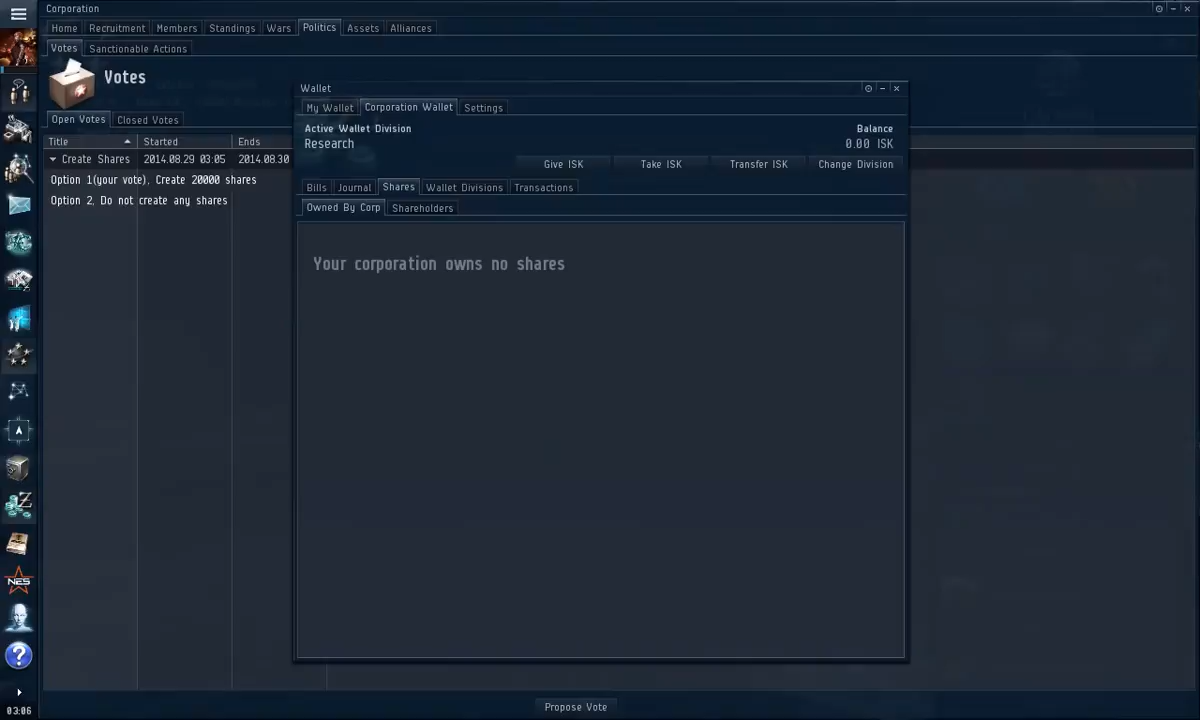 Corporation
Home Recruitment Members Standings Wars Politics Assets Alliances
Votes Sanctionable Actions
Votes
Open Votes Closed Votes
Title Started Ends
Create Shares 2014.08.29 03:05 2014.08.30
Option 1(your vote), Create 20000 shares
Option 2, Do not create any shares
Wallet
My Wallet Corporation Wallet Settings
Active Wallet Division Balance
Research 0.00 ISK
Give ISK Take ISK Transfer ISK Change Division
Bills Journal Shares Wallet Divisions Transactions
Owned By Corp Shareholders
Your corporation owns no shares
NES
?
03:06
Propose Vote